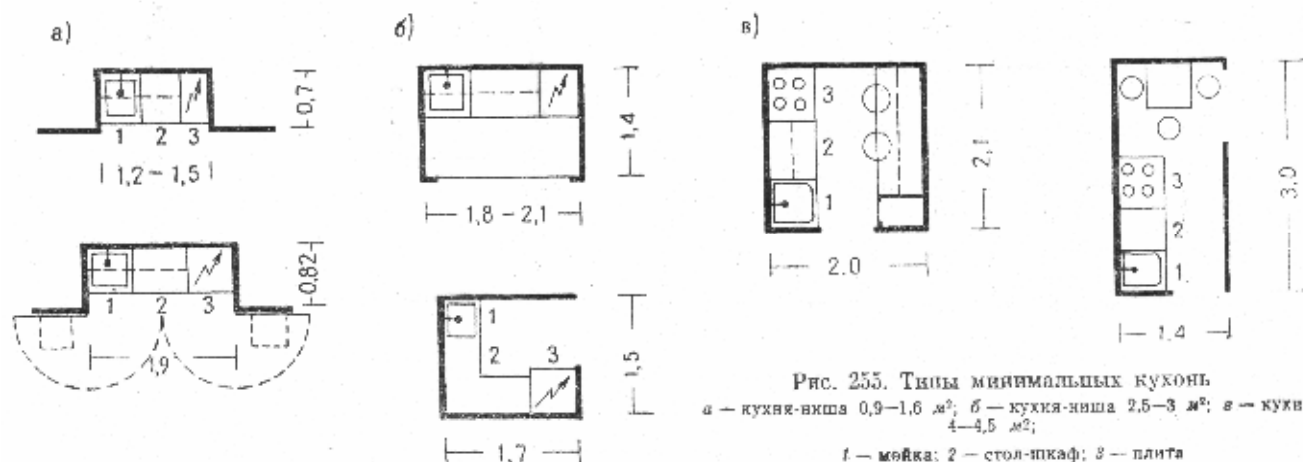 а)
б)
в)
1 2 3
0,7
1,2 – 1,5
1 2 3
0,82
1,9
1,4
1,8 – 2,1
1
2 3
1,5
1,7
3
2
1
2,1
2.0
3
2
1
3.0
1.4
Рис. 255. Типы минимальных кухонь
а — кухня-ниша 0,9—1,6 м²; б — кухня-ниша 2,5—3 м²; в — кухн
4—4,5 м²;
1 — мойка; 2 — стол-шкаф; 3 — плита